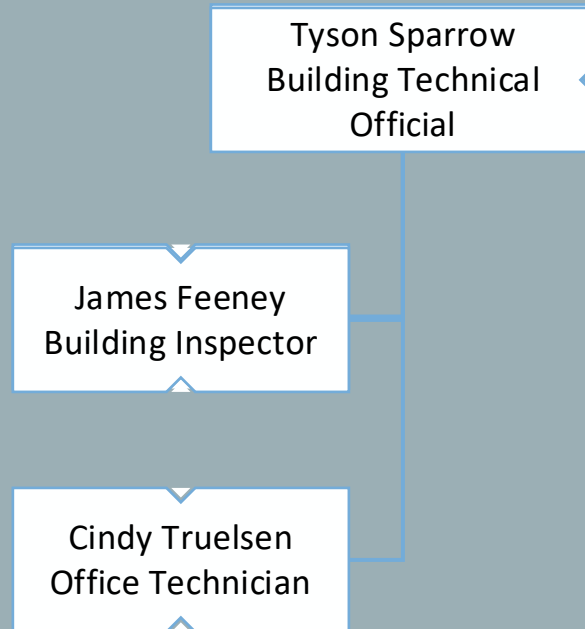 Tyson Sparrow
Building Technical
Official
James Feeney
Building Inspector
Cindy Truelsen
Office Technician